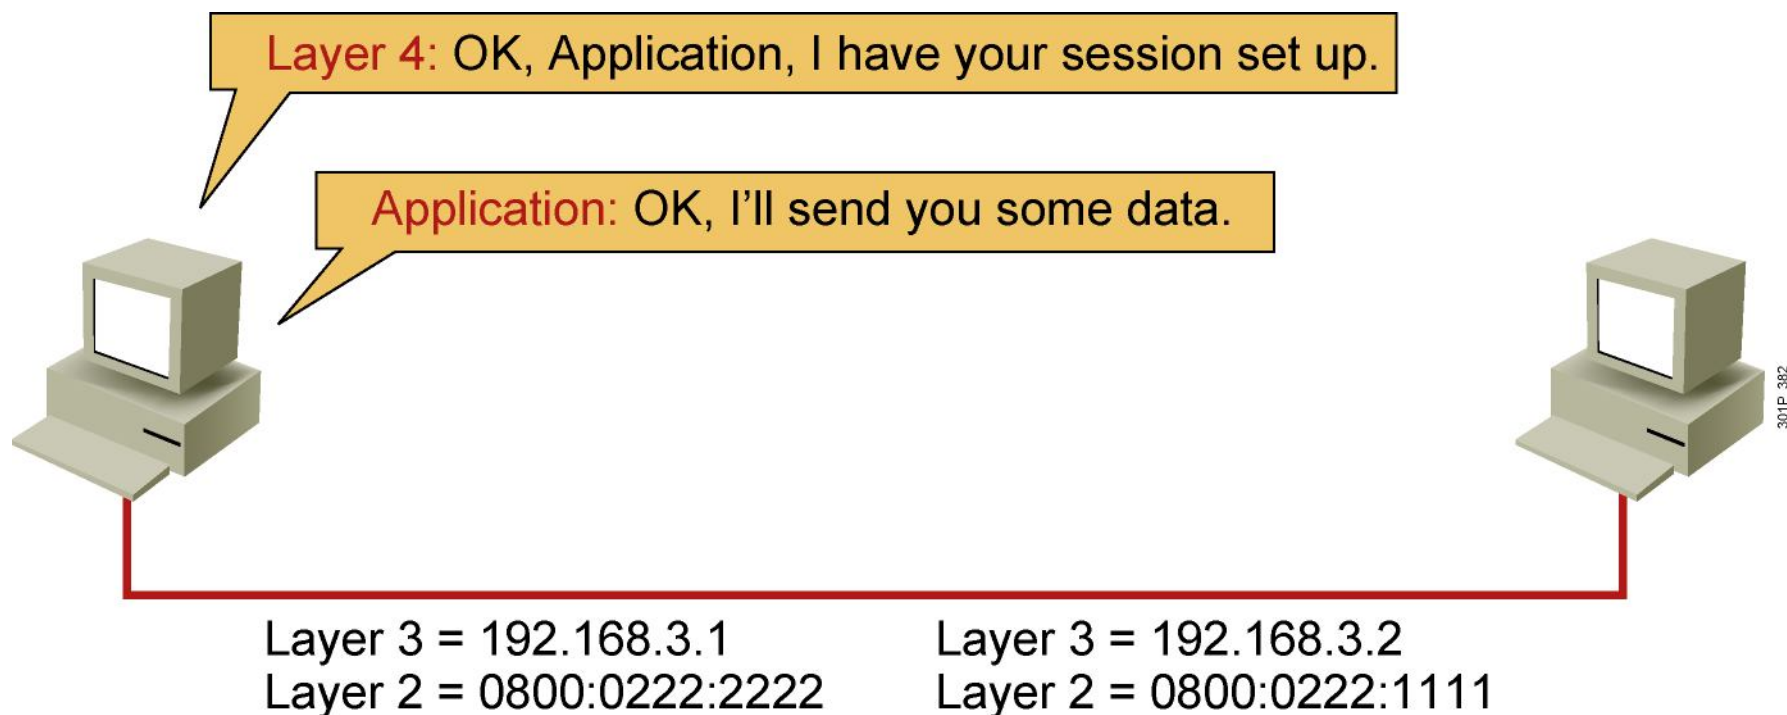 Layer 4: OK, Application, I have your session set up.
Application: OK, I'll send you some data.
301P_382
Layer 3 = 192.168.3.1
Layer 2 = 0800:0222:2222
Layer 3 = 192.168.3.2
Layer 2 = 0800:0222:1111